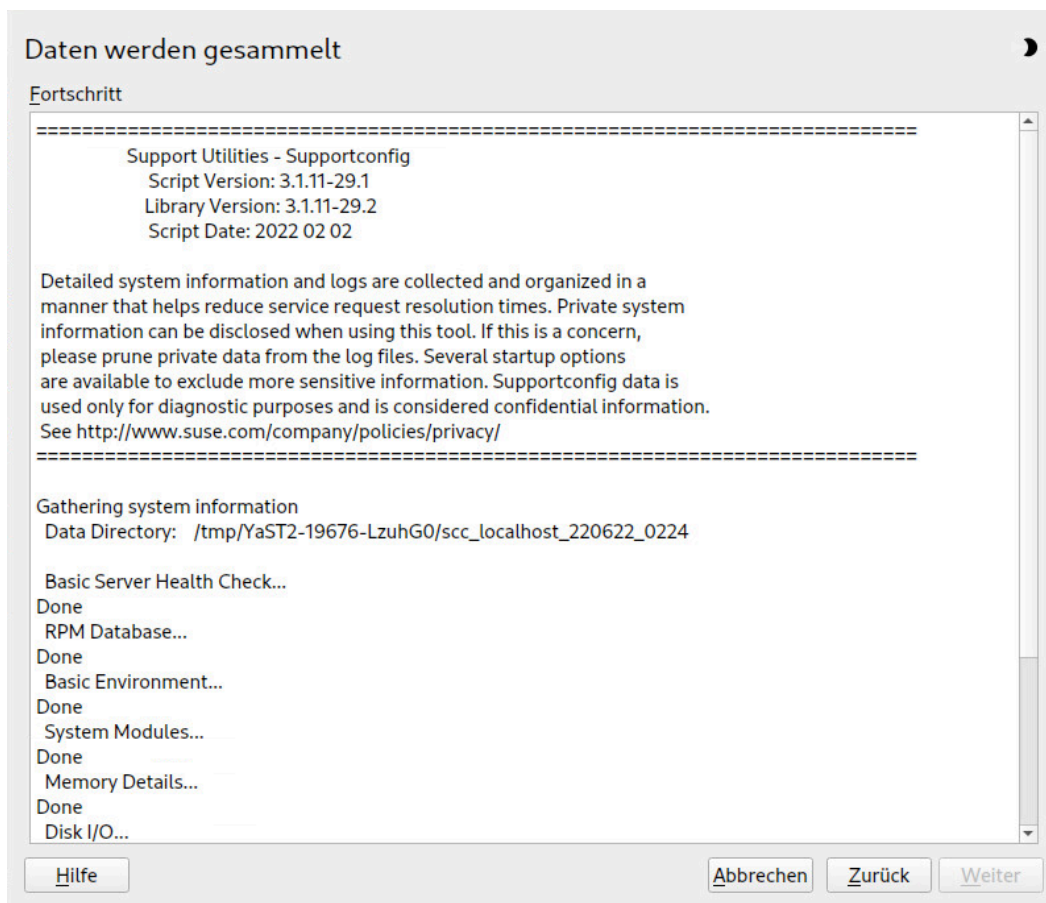 Daten werden gesammelt
Fortschritt
=============================================================================
Support Utilities - Supportconfig
Script Version: 3.1.11-29.1
Library Version: 3.1.11-29.2
Script Date: 2022 02 02
Detailed system information and logs are collected and organized in a
manner that helps reduce service request resolution times. Private system
information can be disclosed when using this tool. If this is a concern,
please prune private data from the log files. Several startup options
are available to exclude more sensitive information. Supportconfig data is
used only for diagnostic purposes and is considered confidential information.
See http://www.suse.com/company/policies/privacy/
=============================================================================
Gathering system information
Data Directory: /tmp/YaST2-19676-LzuhG0/scc_localhost_220622_0224
Basic Server Health Check...
Done
RPM Database...
Done
Basic Environment...
Done
System Modules...
Done
Memory Details...
Done
Disk I/O...
Hilfe Abbrechen Zurück Weiter